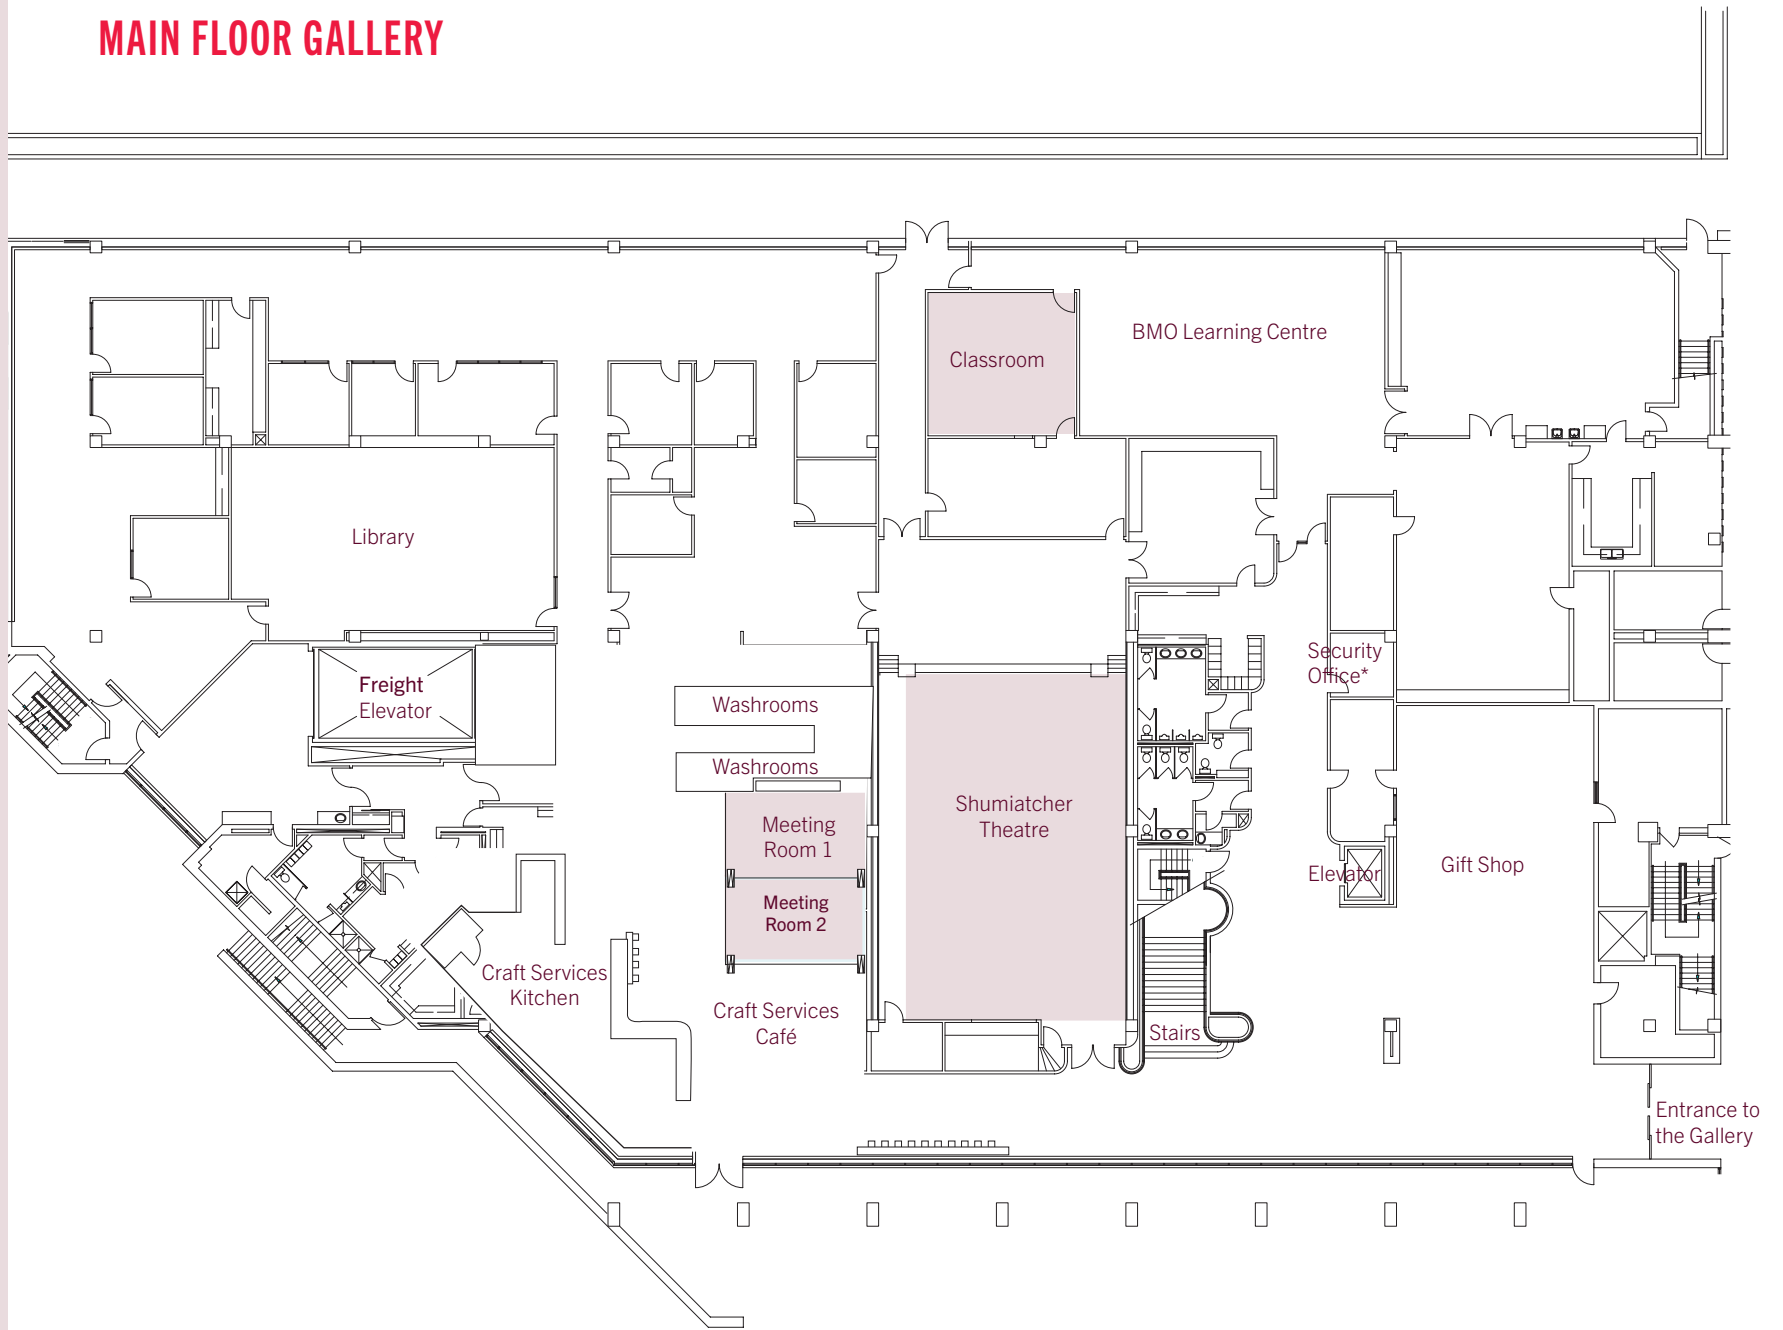 MAIN FLOOR GALLERY
BMO Learning Centre
Classroom
Library
Security
Office*
Freight
Elevator
Washrooms
Washrooms
Shumiatcher
Theatre
Meeting
Room 1
Elevator
Gift Shop
Meeting
Room 2
Craft Services
Kitchen
Craft Services
Café
Stairs
Entrance to
the Gallery